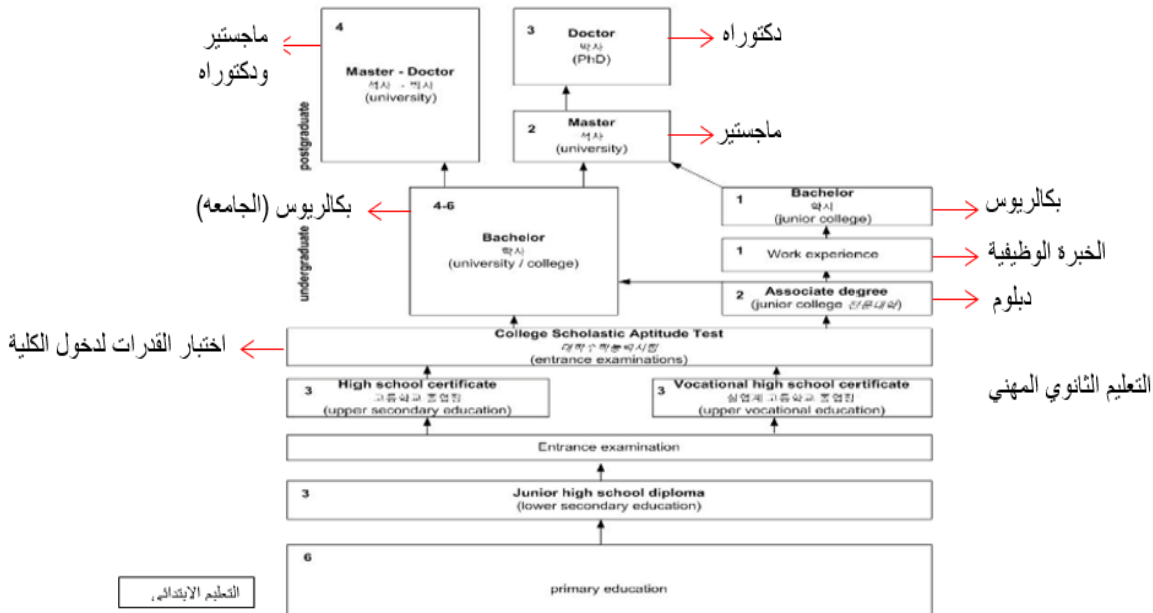 4
Master - Doctor
석사 - 박사
(university)
ماجستير
ودكتوراه
3
Doctor
박사
(PhD)
دكتوراه
2
Master
석사
(university)
ماجستير
postgraduate
4-6
Bachelor
학사
(university / college)
بكالريوس (الجامعه)
1
Bachelor
학사
(junior college)
بكالريوس
1
Work experience
الخبرة الوظيفية
2
Associate degree
(junior college 전문대학)
دبلوم
undergraduate
College Scholastic Aptitude Test
대학수학능력시험
(entrance examinations)
اختبار القدرات لدخول الكلية
3
High school certificate
고등학교 졸업장
(upper secondary education)
3
Vocational high school certificate
실업계 고등학교 졸업장
(upper vocational education)
التعليم الثانوي المهني
Entrance examination
3
Junior high school diploma
(lower secondary education)
6
primary education
التعليم الابتدائي